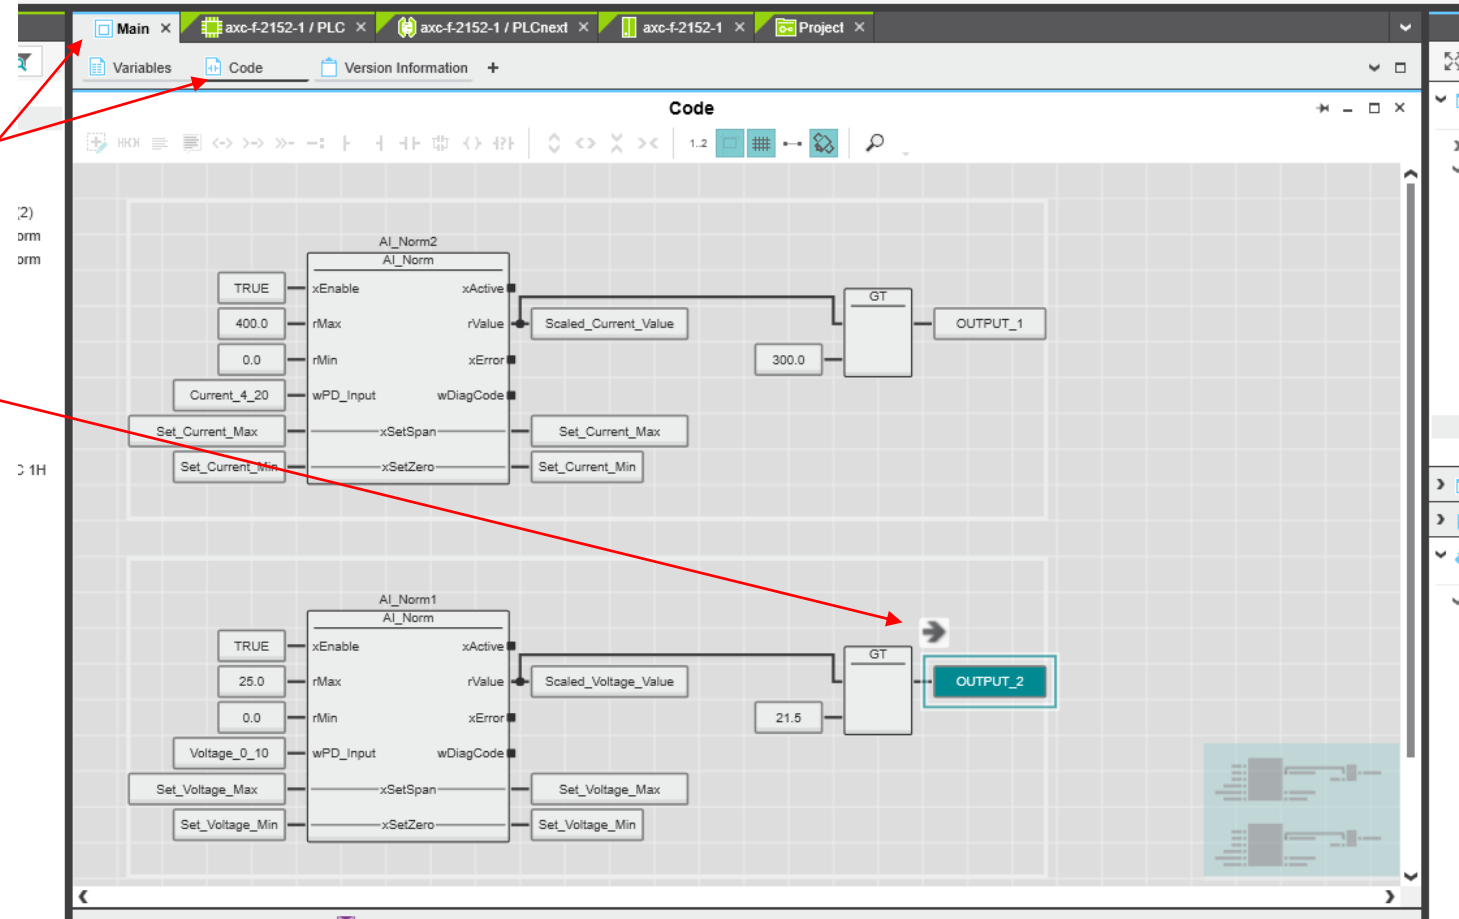 Main
axc-f-2152-1 / PLC
axc-f-2152-1 / PLCnext
axc-f-2152-1
Project
Variables
Code
Version Information
Code
1..2
(2)
orm
orm
C 1H
AI_Norm2
AI_Norm
TRUE xEnable xActive
400.0 rMax rValue Scaled_Current_Value GT OUTPUT_1
0.0 rMin xError 300.0
Current_4_20 wPD_Input wDiagCode
Set_Current_Max xSetSpan Set_Current_Max
Set_Current_Min xSetZero Set_Current_Min
AI_Norm1
AI_Norm
TRUE xEnable xActive GT
25.0 rMax rValue Scaled_Voltage_Value OUTPUT_2
0.0 rMin xError 21.5
Voltage_0_10 wPD_Input wDiagCode
Set_Voltage_Max xSetSpan Set_Voltage_Max
Set_Voltage_Min xSetZero Set_Voltage_Min